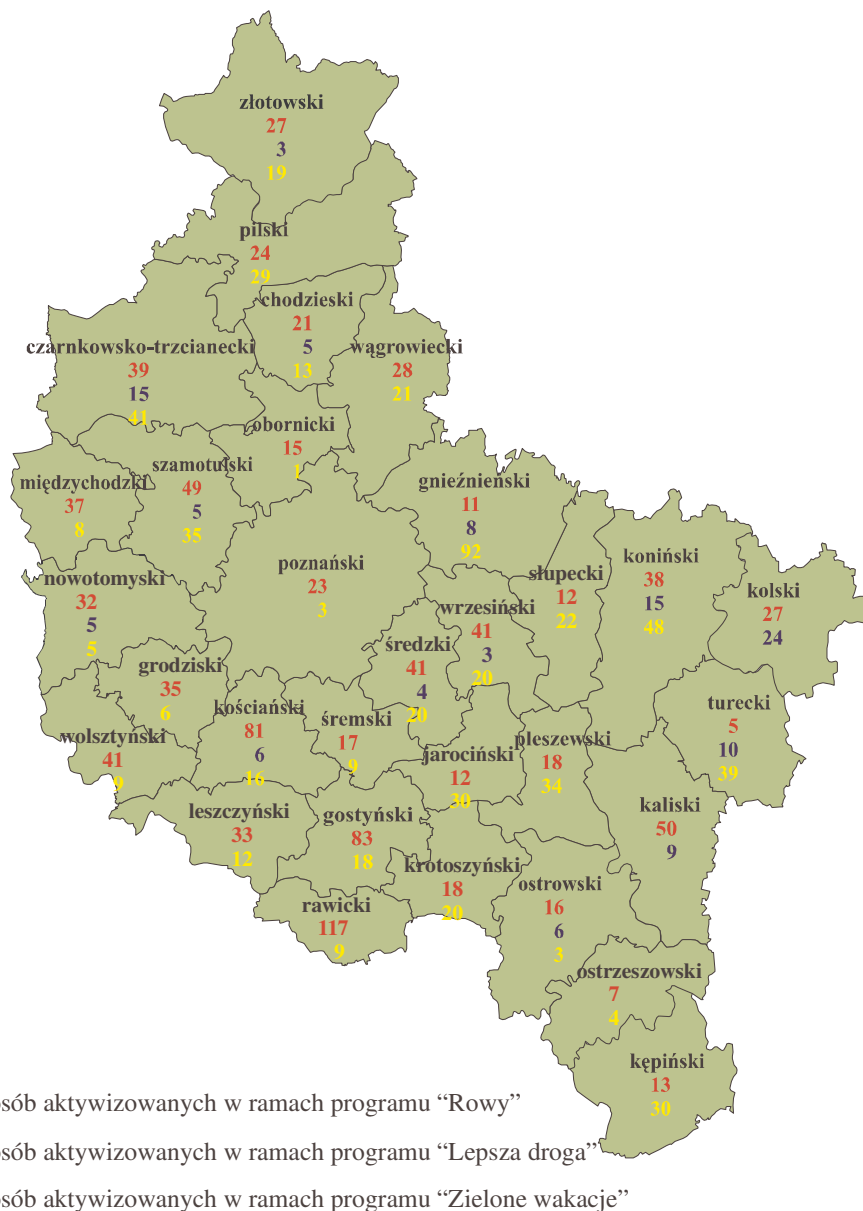 złotowski
27
3
19
pilski
24
29
chodzieski
21
5
13
czarnkowsko-trzcianecki
39
15
41
wągrowiecki
28
21
obornicki
15
1
szamotulski
49
5
35
międzychodzki
37
8
gnieźnieński
11
8
92
nowotomyski
32
5
5
poznański
23
3
słupecki
12
22
koniński
38
15
48
kolski
27
24
wrzesiński
41
3
20
średzki
41
4
20
grodziski
35
6
kościański
81
6
16
śremski
17
9
turecki
5
10
39
wolsztyński
41
9
jarociński
12
30
pleszewski
18
34
kaliski
50
9
leszczyński
33
12
gostyński
83
18
krotoszyński
18
20
ostrowski
16
6
3
rawicki
117
9
ostrzeszowski
7
4
kępiński
13
30
osób aktywizowanych w ramach programu “Rowy”
osób aktywizowanych w ramach programu “Lepsza droga”
osób aktywizowanych w ramach programu “Zielone wakacje”